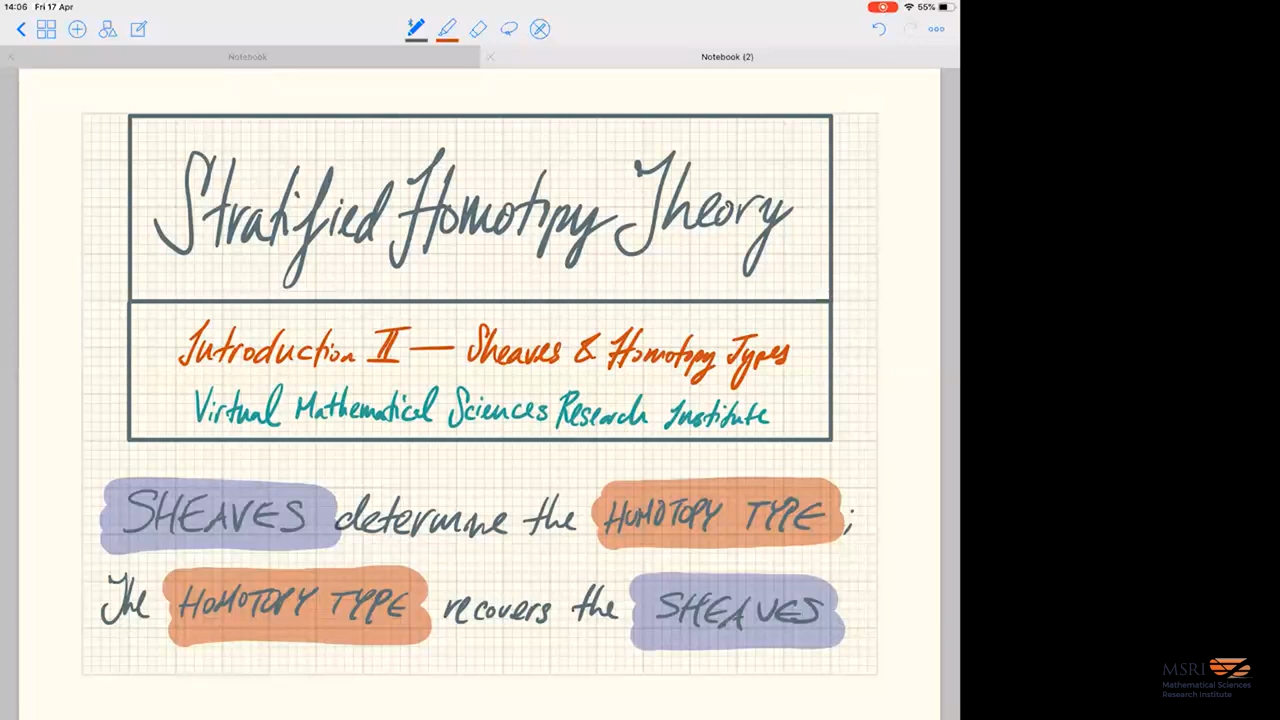 14:06 Fri 17 Apr
55%
Notebook
Notebook (2)
Stratified Homotopy Theory
Introduction II — Sheaves & Homotopy Types
Virtual Mathematical Sciences Research Institute
SHEAVES determine the HOMOTOPY TYPE;
The HOMOTOPY TYPE recovers the SHEAVES
MSRI
Mathematical Sciences
Research Institute